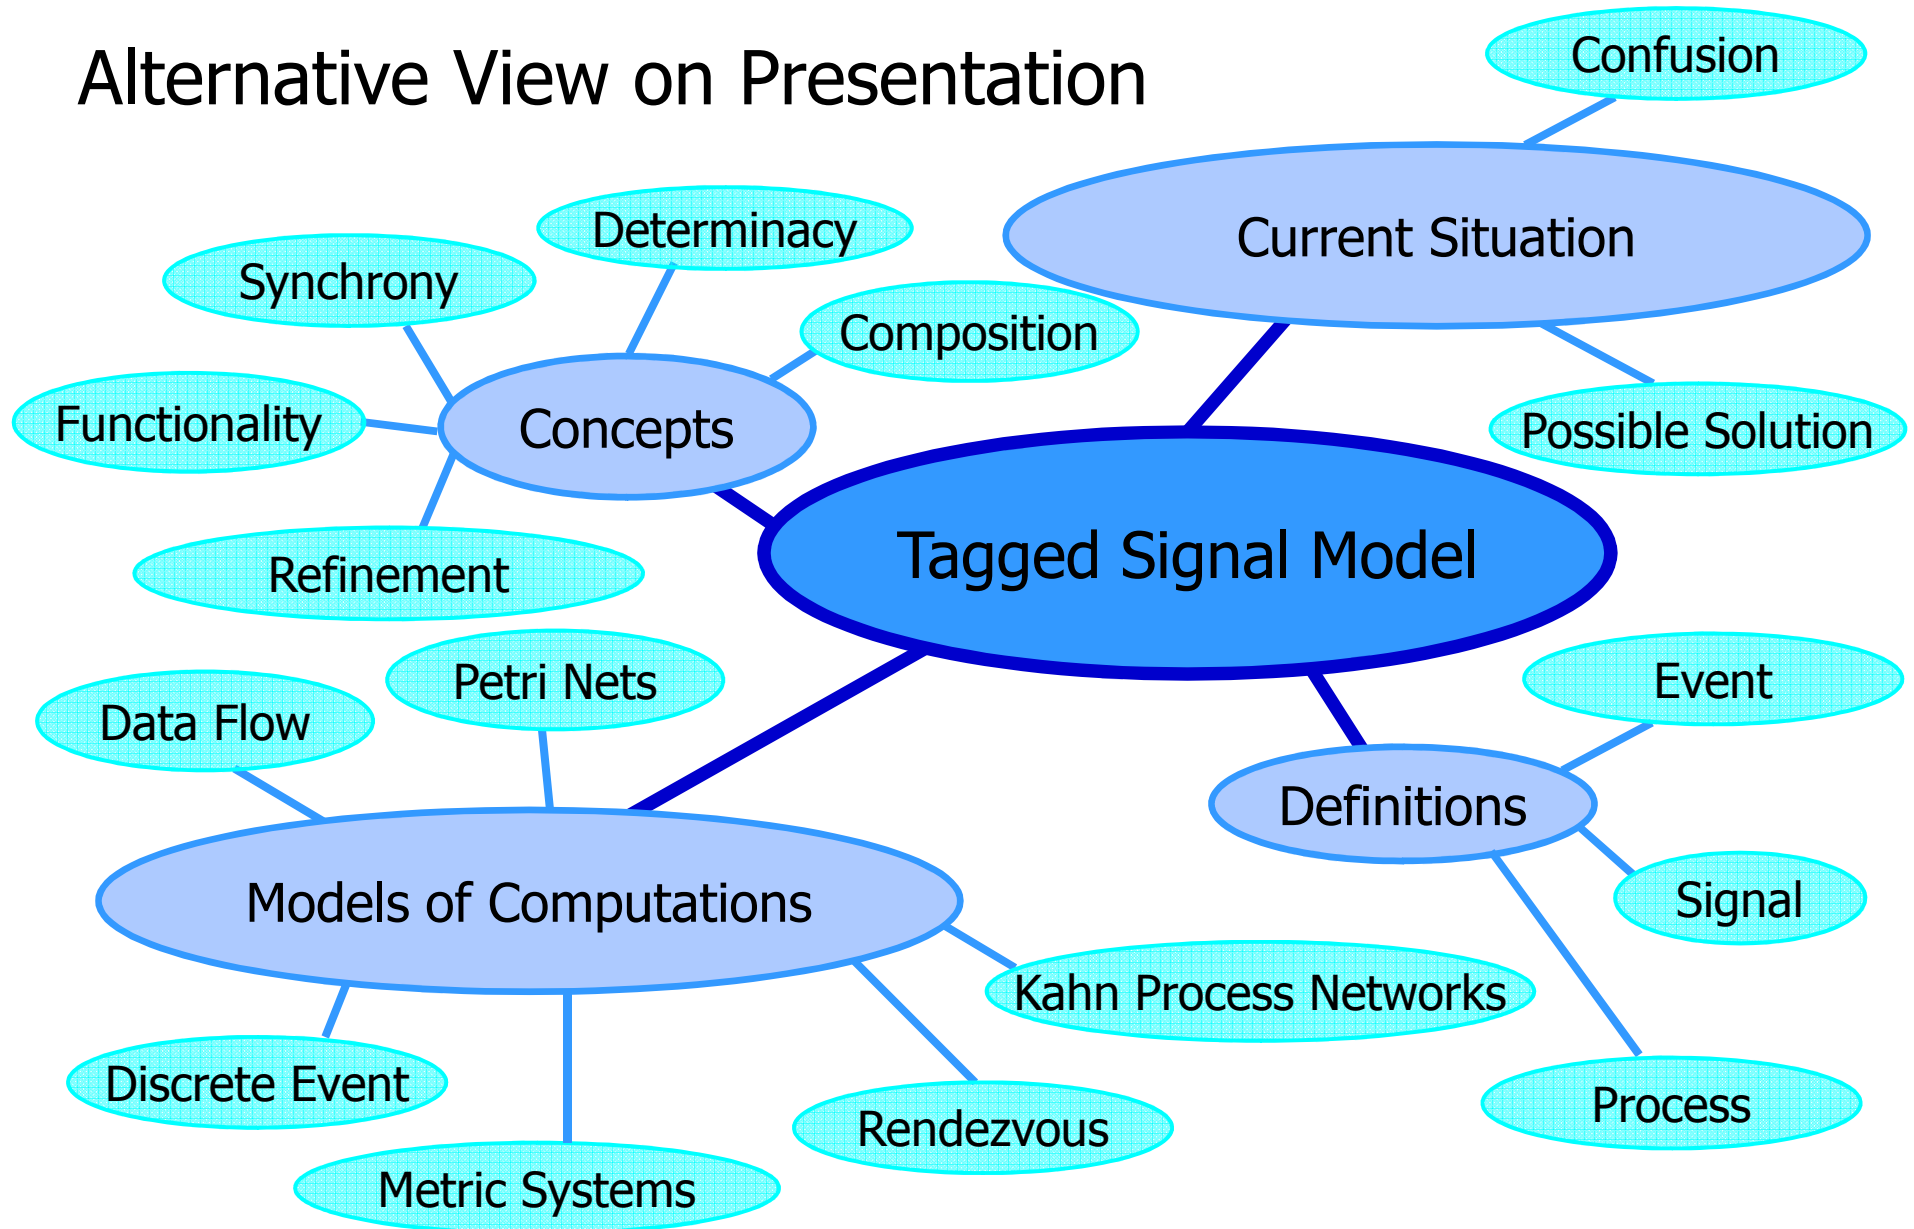 Alternative View on Presentation
Confusion
Current Situation
Possible Solution
Determinacy
Synchrony
Composition
Functionality
Concepts
Refinement
Tagged Signal Model
Petri Nets
Data Flow
Models of Computations
Discrete Event
Metric Systems
Rendezvous
Kahn Process Networks
Event
Definitions
Signal
Process